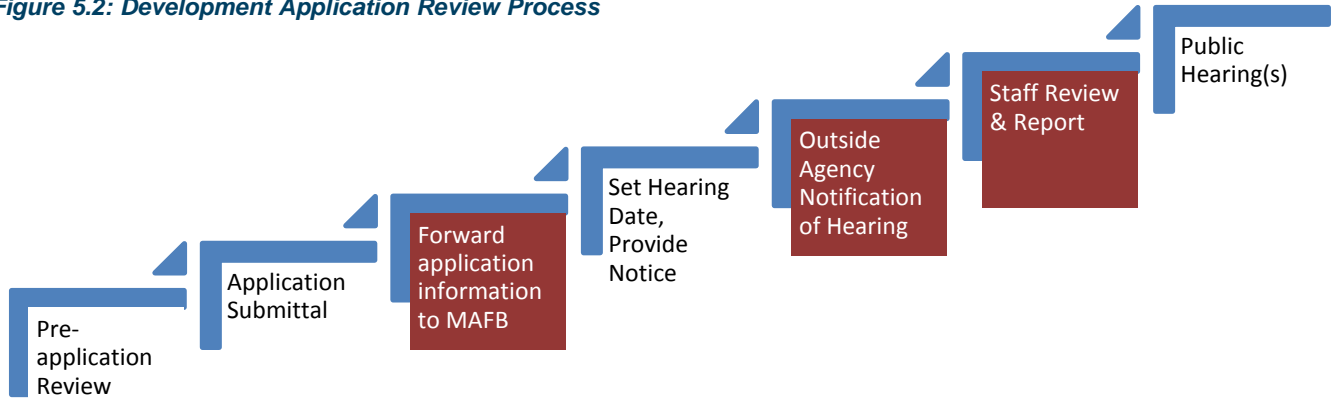 Figure 5.2: Development Application Review Process
Pre-
application
Review
Application
Submittal
Forward
application
information
to MAFB
Set Hearing
Date,
Provide
Notice
Outside
Agency
Notification
of Hearing
Staff Review
& Report
Public
Hearing(s)